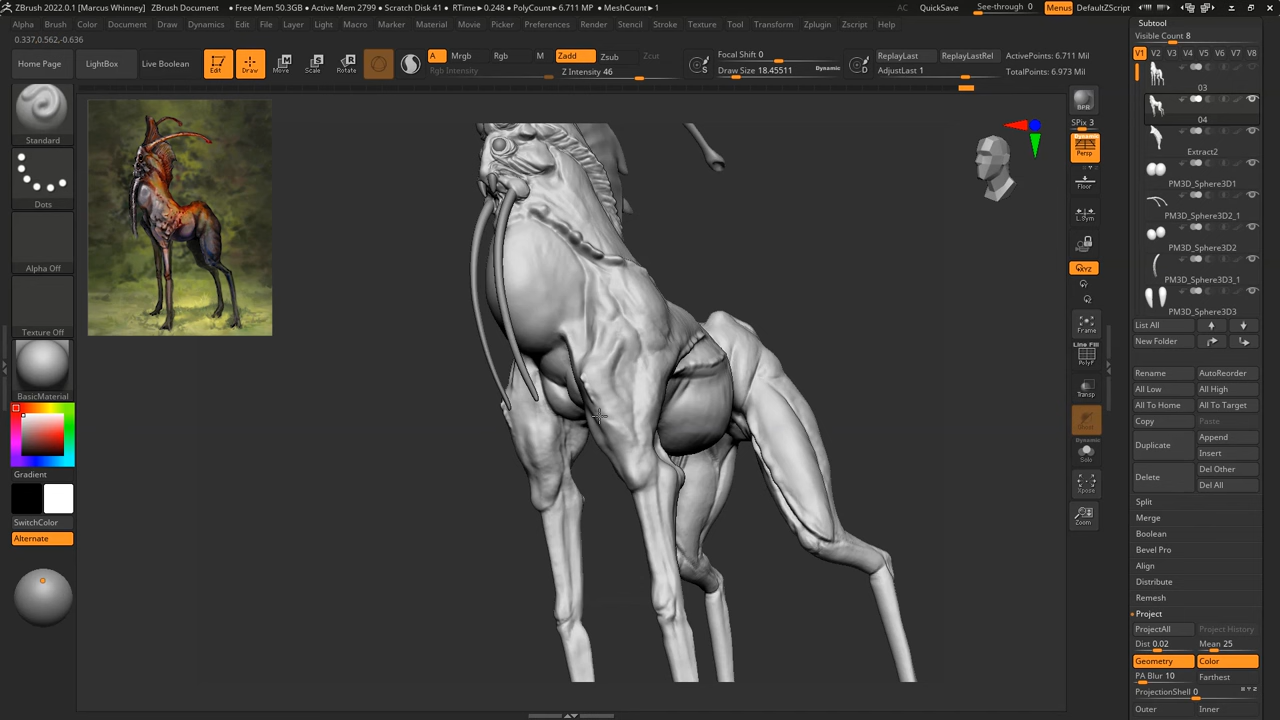 ZBrush 2022.0.1 [Marcus Whinney] ZBrush Document • Free Mem 50.3GB • Active Mem 2799 • Scratch Disk 41 • RTime▸0.248 • PolyCount▸6.711 MP • MeshCount▸1 AC QuickSave See-through 0 Menus DefaultZScript
Alpha Brush Color Document Draw Dynamics Edit File Layer Light Macro Marker Material Movie Picker Preferences Render Stencil Stroke Texture Tool Transform Zplugin Zscript Help
0.337,0.562,-0.636
Home Page LightBox Live Boolean Edit Draw Move Scale Rotate
A Mrgb Rgb M Zadd Zsub Zcut
Rgb Intensity Z Intensity 46
Focal Shift 0
Draw Size 18.45511 Dynamic
S D
ReplayLast ReplayLastRel
AdjustLast 1
ActivePoints: 6.711 Mil
TotalPoints: 6.973 Mil
Standard
Dots
Alpha Off
Texture Off
BasicMaterial
Gradient
SwitchColor
Alternate
BPR
SPix 3
Dynamic
Persp
Floor
L.Sym
XYZ
Frame
Line Fill
PolyF
Transp
Dynamic
Solo
Xpose
Zoom
Subtool
Visible Count 8
V1 V2 V3 V4 V5 V6 V7 V8
03
04
Extract2
PM3D_Sphere3D1
PM3D_Sphere3D2_1
PM3D_Sphere3D2
PM3D_Sphere3D3_1
PM3D_Sphere3D3
List All
New Folder
Rename AutoReorder
All Low All High
All To Home All To Target
Copy Paste
Duplicate Append
Insert
Delete Del Other
Del All
Split
Merge
Boolean
Bevel Pro
Align
Distribute
Remesh
Project
ProjectAll Project History
Dist 0.02 Mean 25
Geometry Color
PA Blur 10 Farthest
ProjectionShell 0
Outer Inner